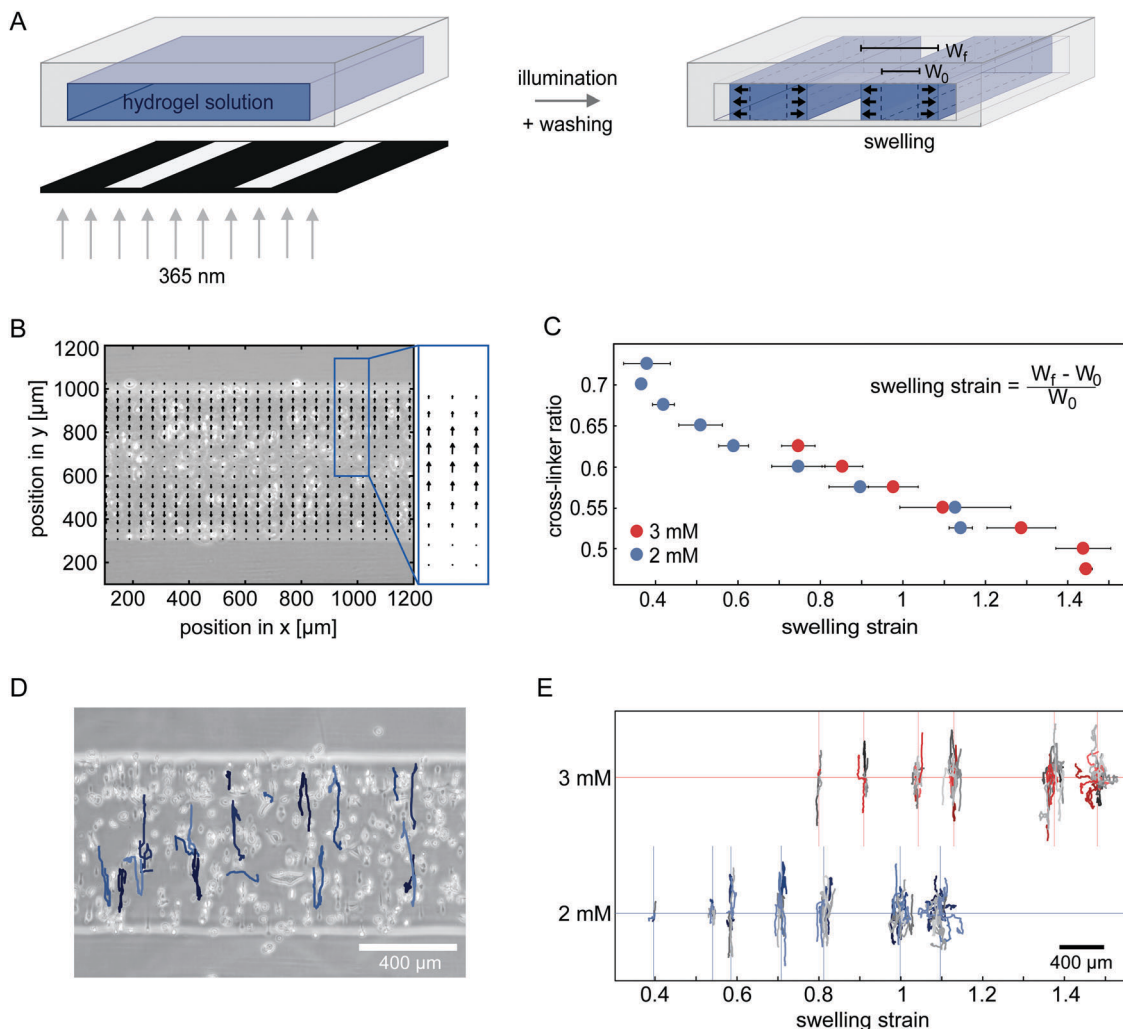 A
hydrogel solution
365 nm
illumination
+ washing
W_f
W_0
swelling
B
1200
1000
800
600
400
200
position in y [µm]
200 400 600 800 1000 1200
position in x [µm]
C
0.7
0.6
0.55
0.5
cross-linker ratio
swelling strain = W_f - W_0
W_0
3 mM
2 mM
0.4 0.6 0.8 1 1.2 1.4
swelling strain
D
400 µm
E
3 mM
2 mM
400 µm
0.4 0.6 0.8 1 1.2 1.4
swelling strain